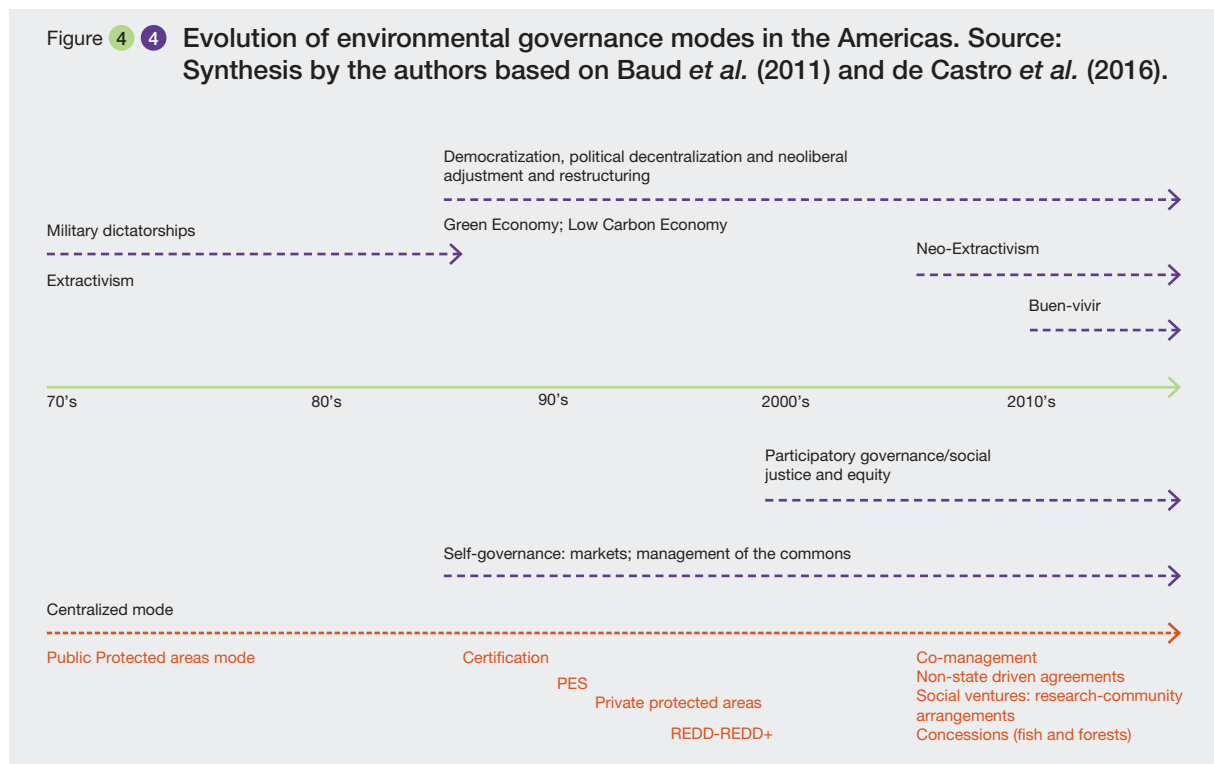 Figure 4 4 Evolution of environmental governance modes in the Americas. Source:
Synthesis by the authors based on Baud et al. (2011) and de Castro et al. (2016).
Democratization, political decentralization and neoliberal
adjustment and restructuring
Green Economy; Low Carbon Economy
Military dictatorships
Extractivism
Neo-Extractivism
Buen-vivir
70's 80's 90's 2000's 2010's
Participatory governance/social
justice and equity
Self-governance: markets; management of the commons
Centralized mode
Public Protected areas mode
Certification
PES
Private protected areas
REDD-REDD+
Co-management
Non-state driven agreements
Social ventures: research-community
arrangements
Concessions (fish and forests)